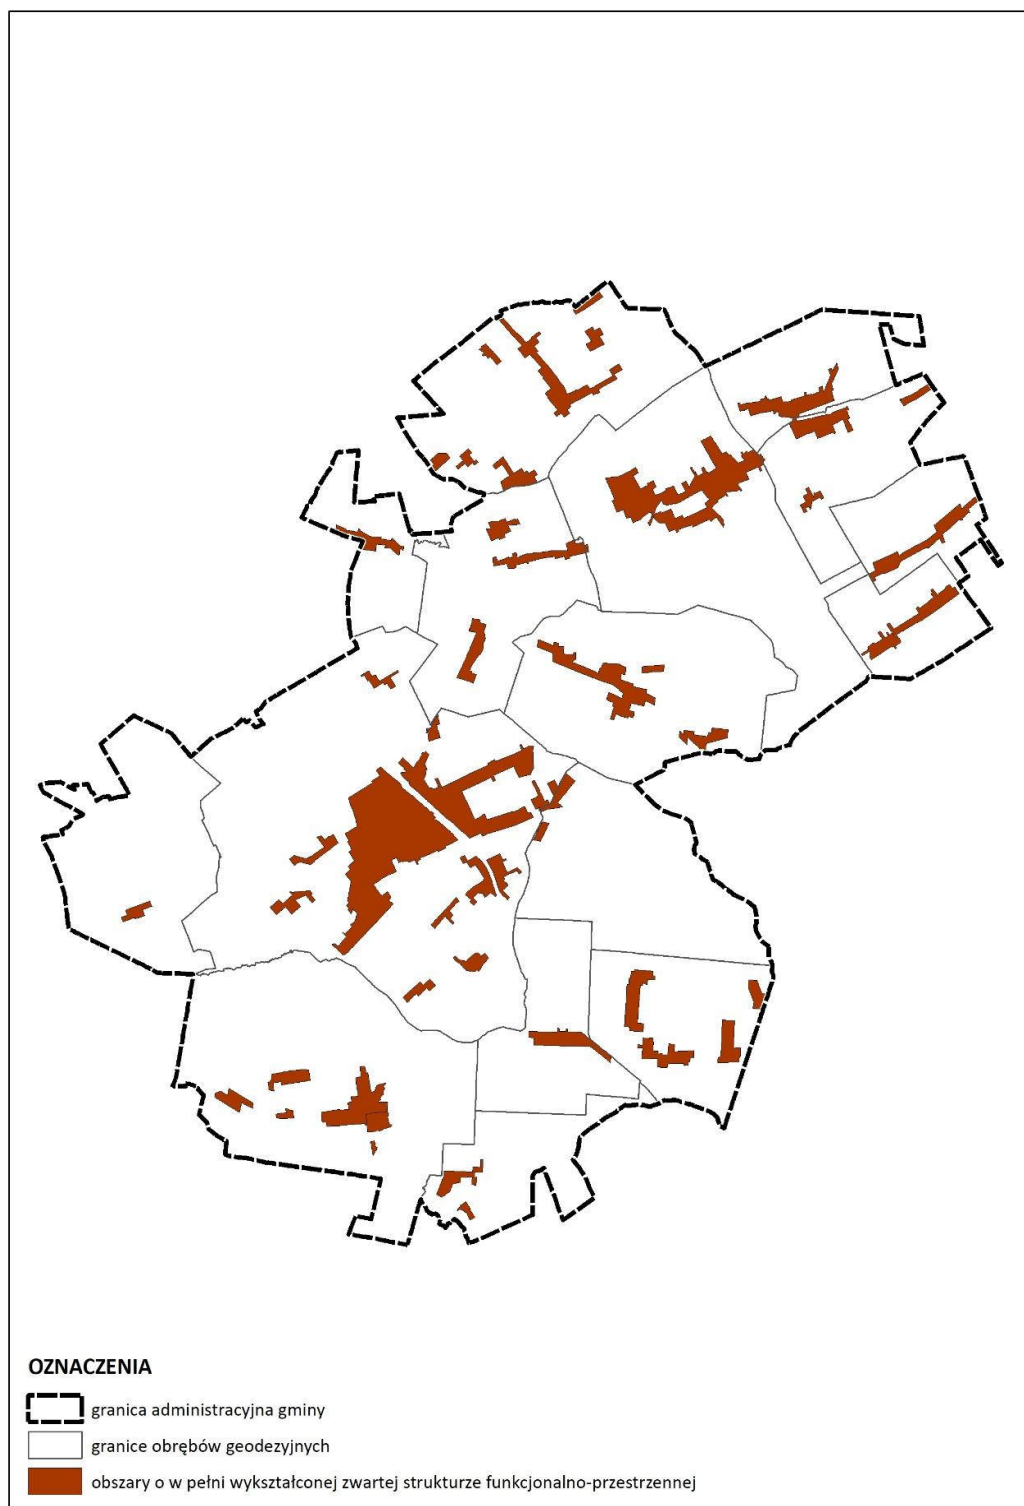 OZNACZENIA
granica administracyjna gminy
granice obrębów geodezyjnych
obszary o w pełni wykształconej zwartej strukturze funkcjonalno-przestrzennej